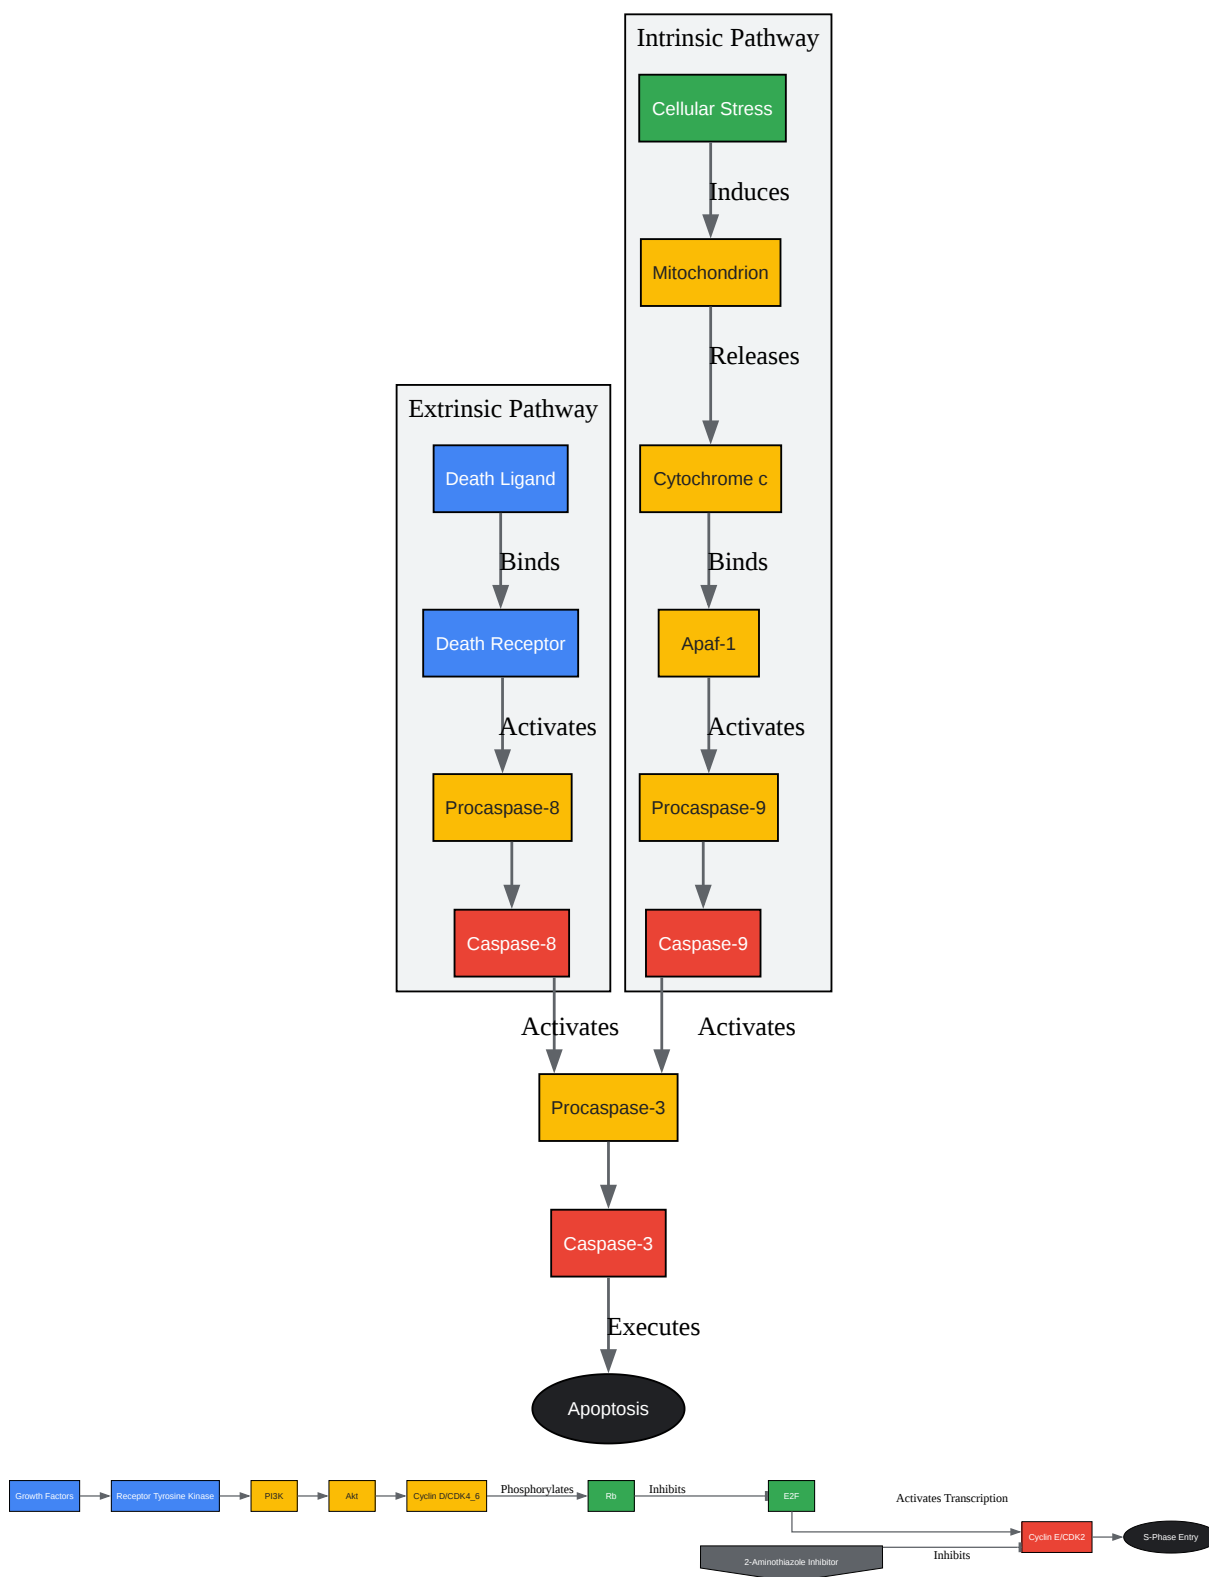 Intrinsic Pathway
Cellular Stress
Induces
Mitochondrion
Releases
Extrinsic Pathway
Death Ligand
Cytochrome c
Binds
Binds
Death Receptor
Apaf-1
Activates
Activates
Procaspase-8
Procaspase-9
Caspase-8
Caspase-9
Activates
Activates
Procaspase-3
Caspase-3
Executes
Apoptosis
Growth Factors
Receptor Tyrosine Kinase
PI3K
Akt
Cyclin D/CDK4_6
Phosphorylates
Rb
Inhibits
E2F
Activates Transcription
Cyclin E/CDK2
S-Phase Entry
2-Aminothiazole Inhibitor
Inhibits